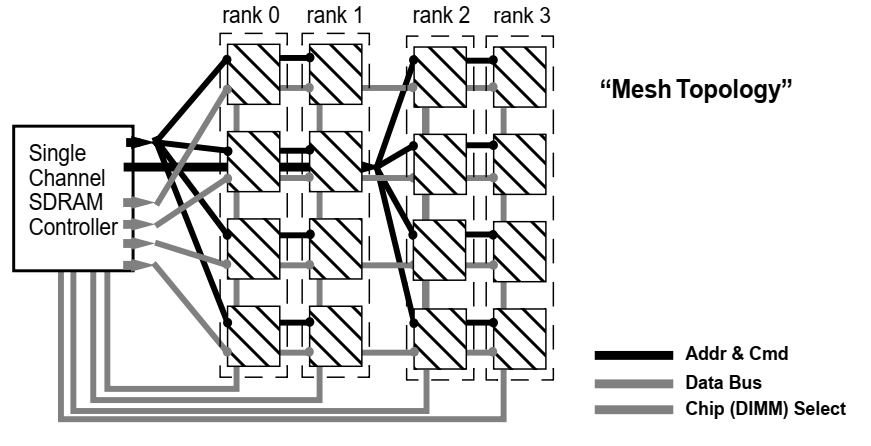 rank 0 rank 1 rank 2 rank 3
“Mesh Topology”
Single
Channel
SDRAM
Controller
Addr & Cmd
Data Bus
Chip (DIMM) Select